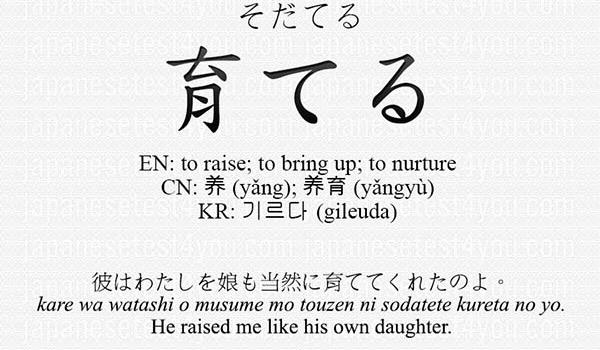 そだてる
育てる
EN: to raise; to bring up; to nurture
CN: 养 (yǎng); 养育 (yǎngyù)
KR: 기르다 (gileuda)
彼はわたしを娘も当然に育ててくれたのよ。
kare wa watashi o musume mo touzen ni sodatete kureta no yo.
He raised me like his own daughter.